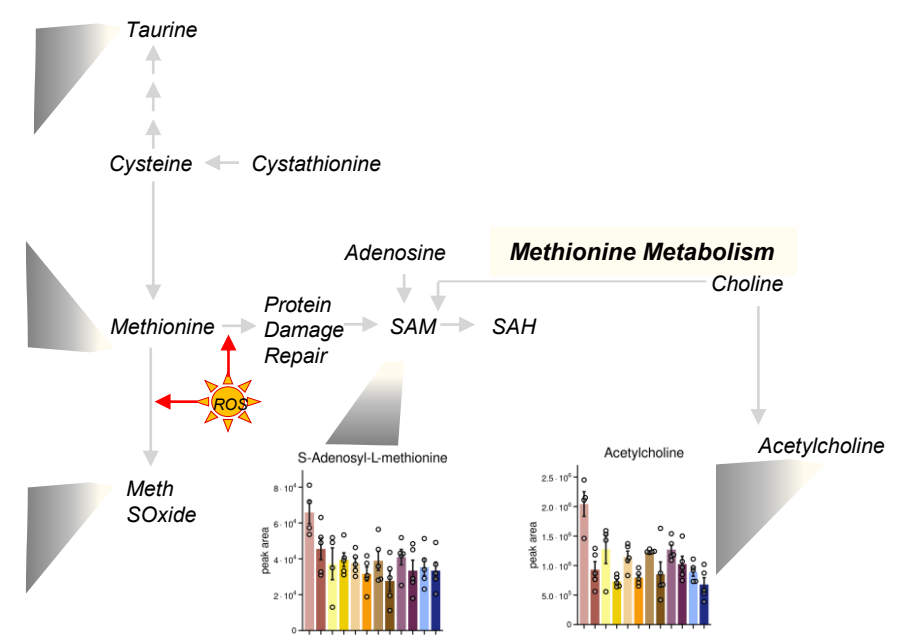 Taurine
Cysteine
Cystathionine
Adenosine
Methionine Metabolism
Choline
Methionine
Protein
Damage
Repair
SAM
SAH
ROS
Acetylcholine
Meth
SOxide
S-Adenosyl-L-methionine
peak area
8·10⁴
6·10⁴
4·10⁴
2·10⁴
0
Acetylcholine
peak area
2.5·10⁶
2.0·10⁶
1.5·10⁶
1.0·10⁶
5.0·10⁵
0